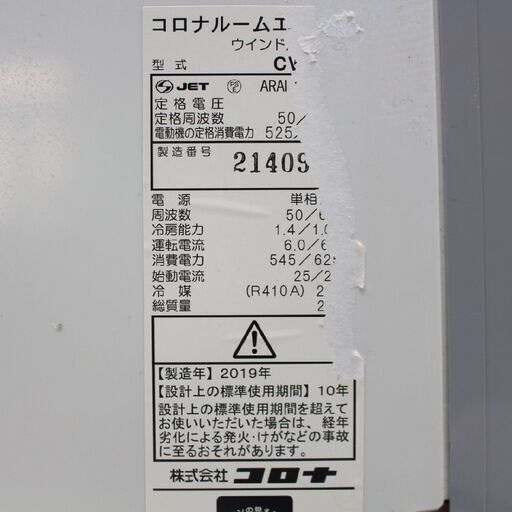 コロナルームエ
ウインド
型式 CW
JET PSE ARAI
定格電圧
定格周波数 50/
電動機の定格消費電力 525/
製造番号 21409
電源 単相
周波数 50/6
冷房能力 1.4/1.6
運転電流 6.0/6
消費電力 545/62
始動電流 25/2
冷媒 (R410A) 2
総質量 2
【製造年】2019年
【設計上の標準使用期間】10年
設計上の標準使用期間を超えて
お使いいただいた場合は、経年
劣化による発火・けがなどの事故
に至るおそれがあります。
株式会社コロナ